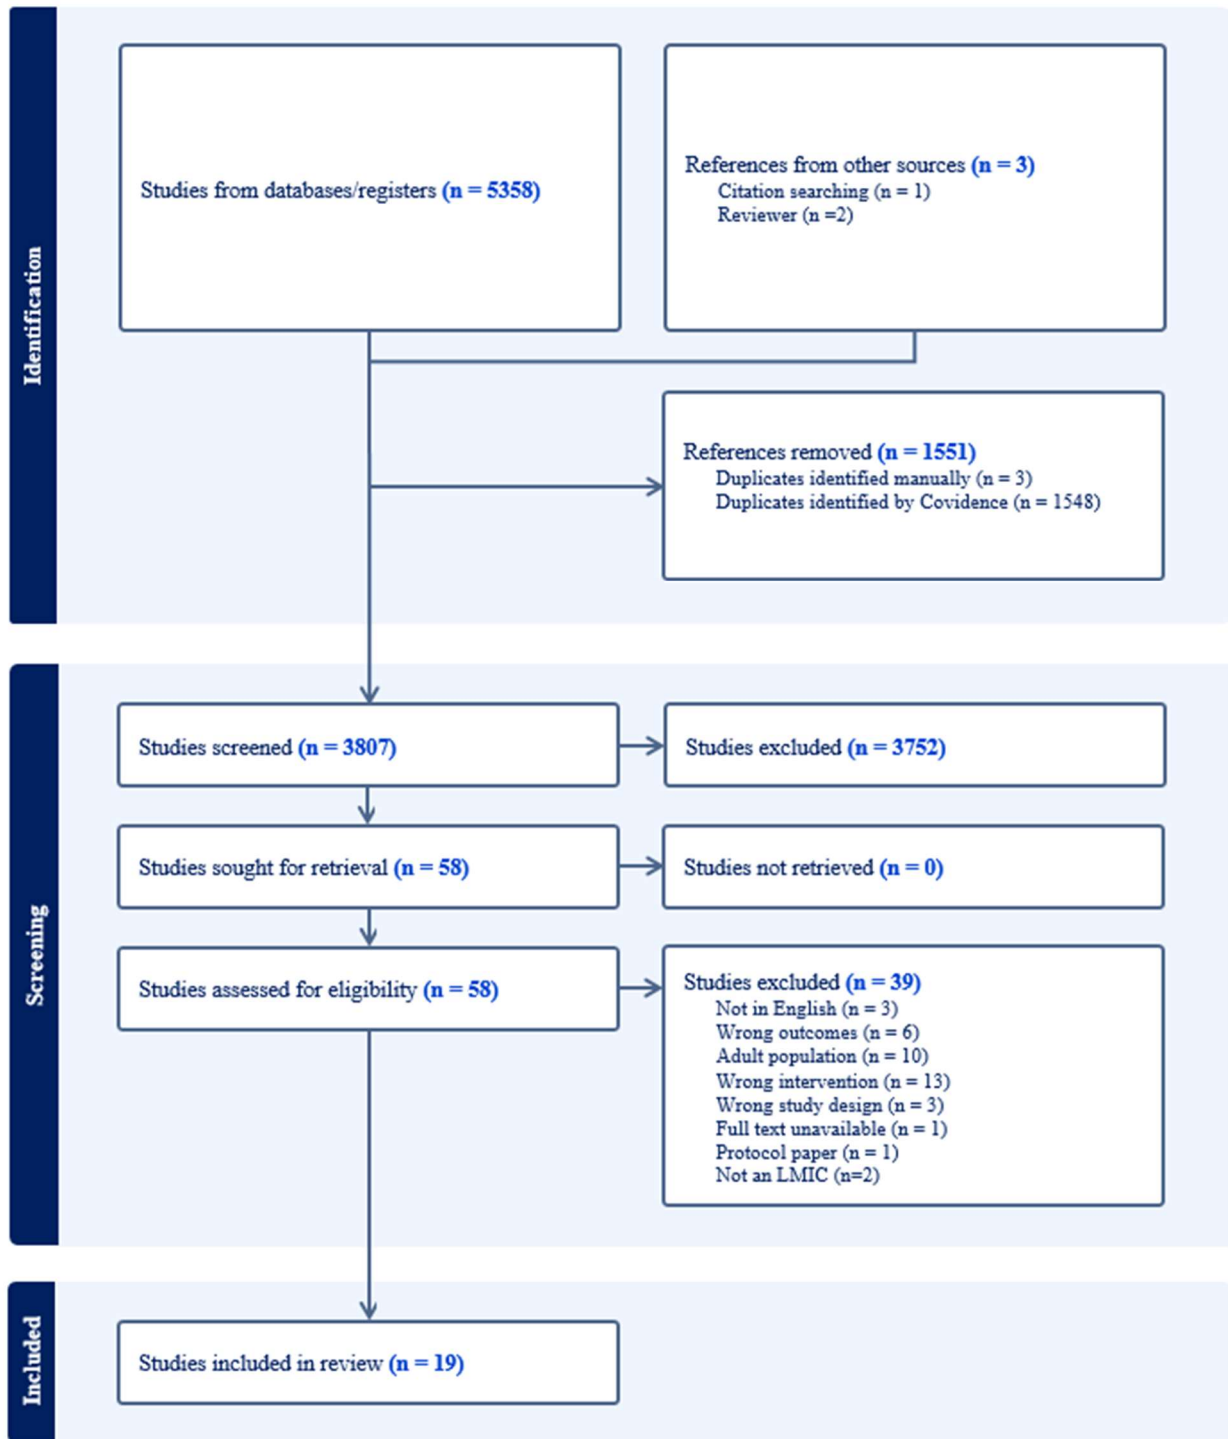 Identification
Studies from databases/registers (n = 5358)
References from other sources (n = 3)
Citation searching (n = 1)
Reviewer (n =2)
References removed (n = 1551)
Duplicates identified manually (n = 3)
Duplicates identified by Covidence (n = 1548)
Screening
Studies screened (n = 3807)
Studies excluded (n = 3752)
Studies sought for retrieval (n = 58)
Studies not retrieved (n = 0)
Studies assessed for eligibility (n = 58)
Studies excluded (n = 39)
Not in English (n = 3)
Wrong outcomes (n = 6)
Adult population (n = 10)
Wrong intervention (n = 13)
Wrong study design (n = 3)
Full text unavailable (n = 1)
Protocol paper (n = 1)
Not an LMIC (n=2)
Included
Studies included in review (n = 19)